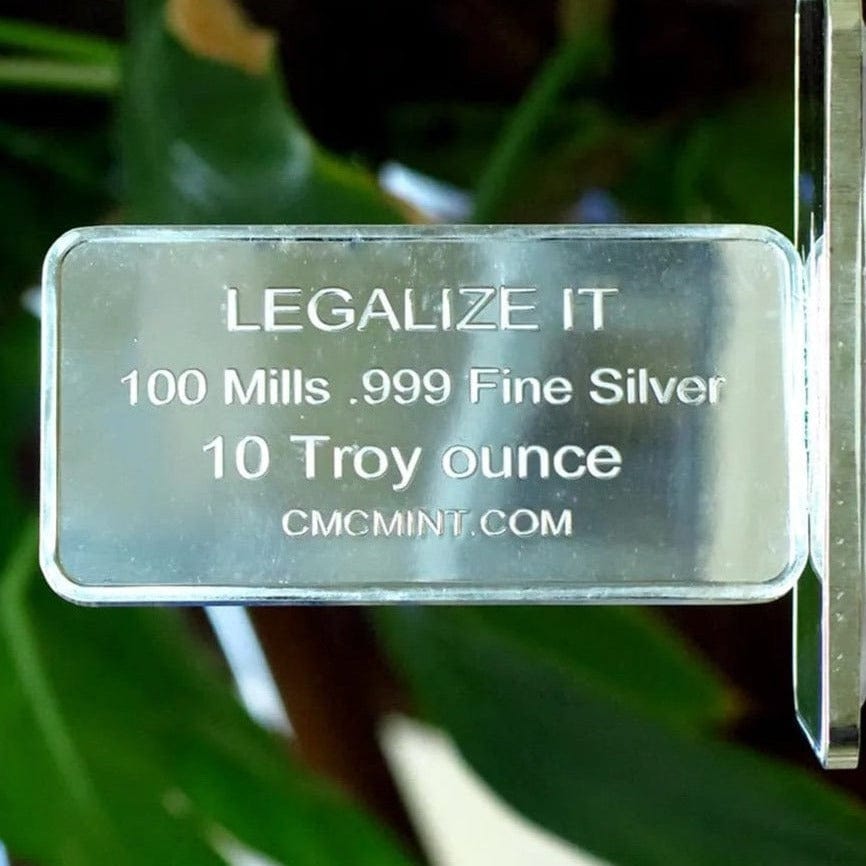 LEGALIZE IT
100 Mills .999 Fine Silver
10 Troy ounce
CMCMINT.COM